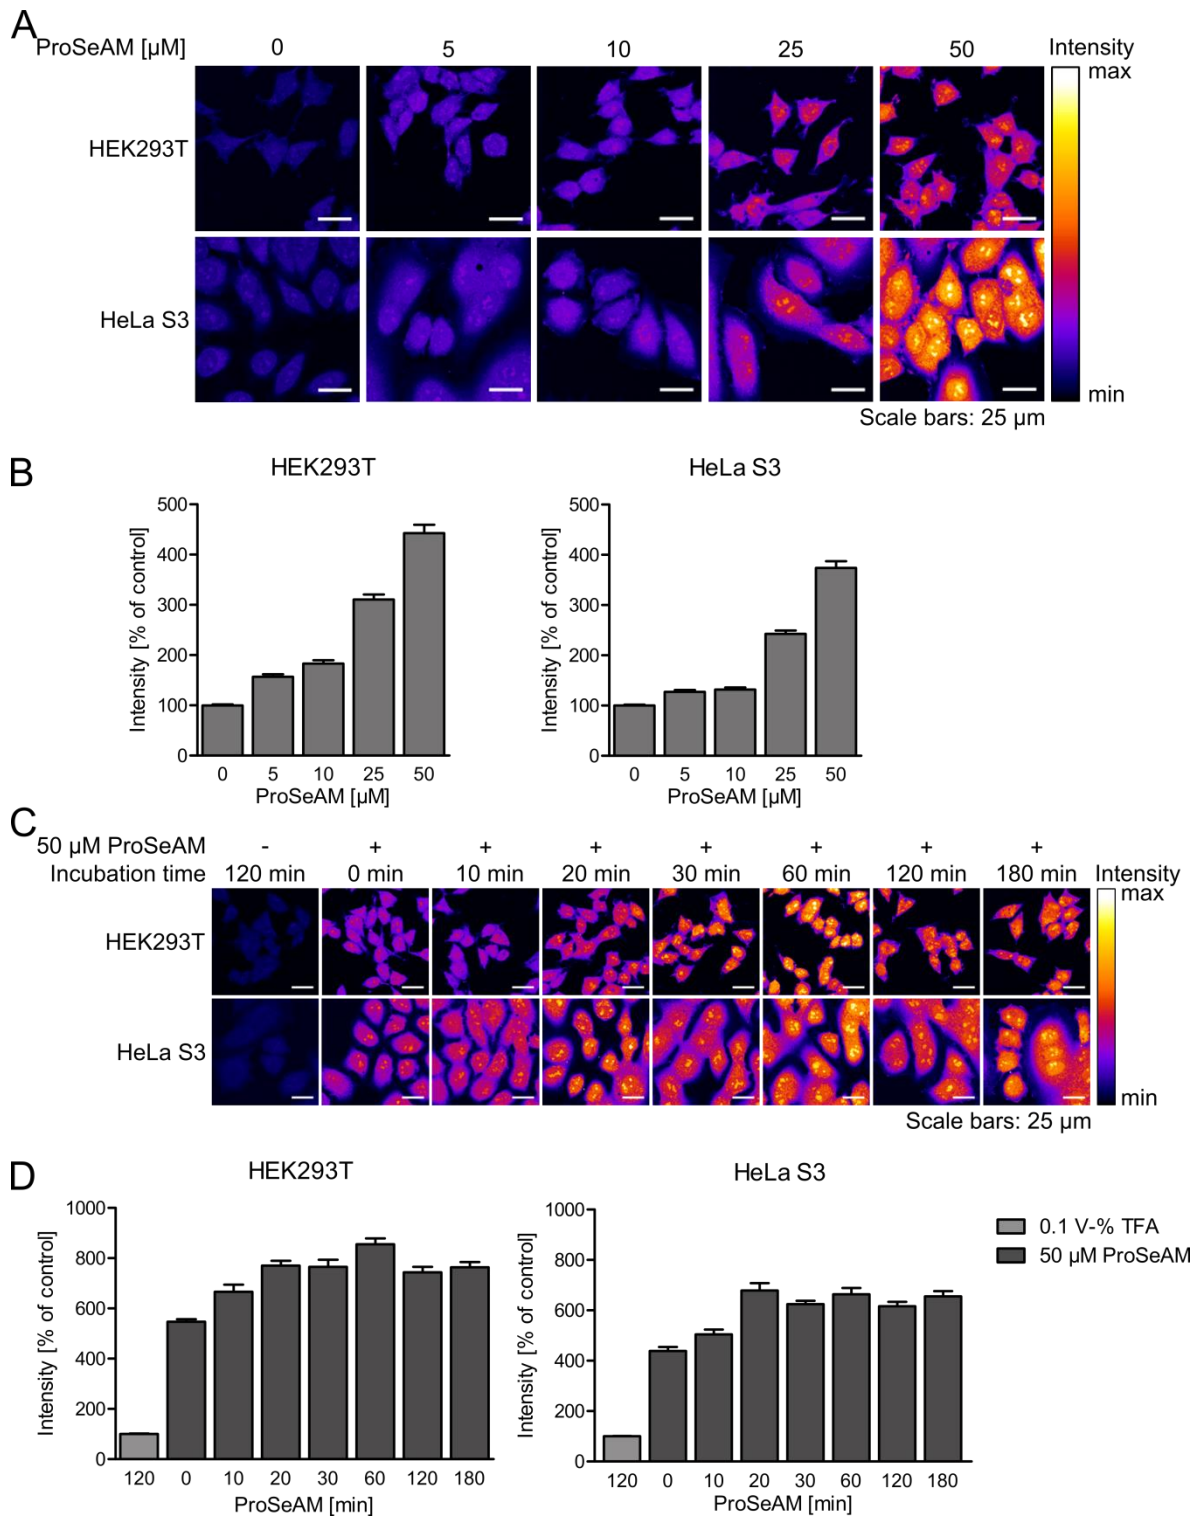 A
ProSeAM [µM] 0 5 10 25 50 Intensity
max
HEK293T
HeLa S3
min
Scale bars: 25 µm
B
HEK293T HeLa S3
Intensity [% of control] Intensity [% of control]
500 500
400 400
300 300
200 200
100 100
0 0
0 5 10 25 50 0 5 10 25 50
ProSeAM [µM] ProSeAM [µM]
C
50 µM ProSeAM - + + + + + + +
Incubation time 120 min 0 min 10 min 20 min 30 min 60 min 120 min 180 min Intensity
max
HEK293T
HeLa S3
min
Scale bars: 25 µm
D
HEK293T HeLa S3
Intensity [% of control] Intensity [% of control]
1000 1000
800 800
600 600
400 400
200 200
0 0
120 0 10 20 30 60 120 180 120 0 10 20 30 60 120 180
ProSeAM [min] ProSeAM [min]
0.1 V-% TFA
50 µM ProSeAM